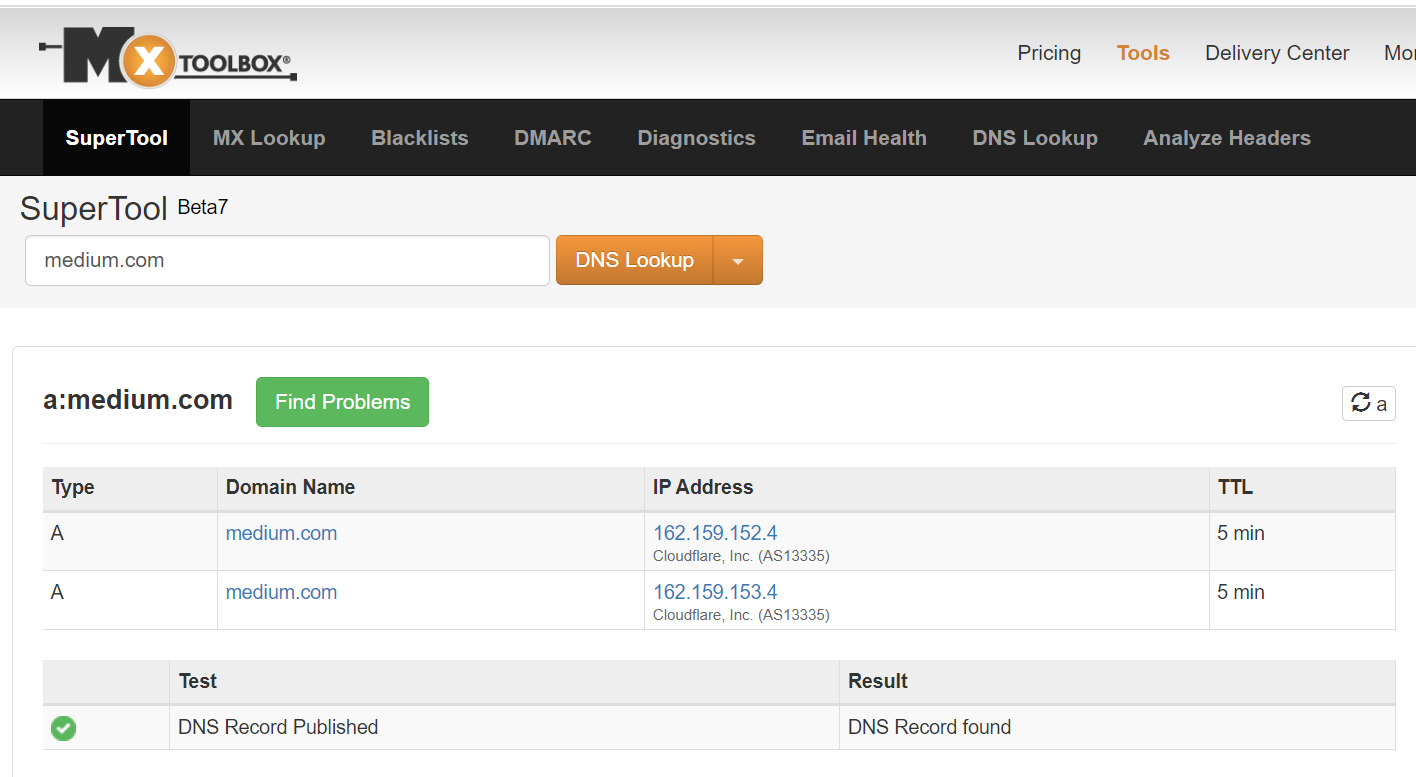 MX TOOLBOX®
Pricing Tools Delivery Center Mor
SuperTool MX Lookup Blacklists DMARC Diagnostics Email Health DNS Lookup Analyze Headers
SuperTool Beta7
medium.com DNS Lookup
a:medium.com Find Problems a
Type Domain Name IP Address TTL
A medium.com 162.159.152.4 5 min
Cloudflare, Inc. (AS13335)
A medium.com 162.159.153.4 5 min
Cloudflare, Inc. (AS13335)
Test Result
DNS Record Published DNS Record found